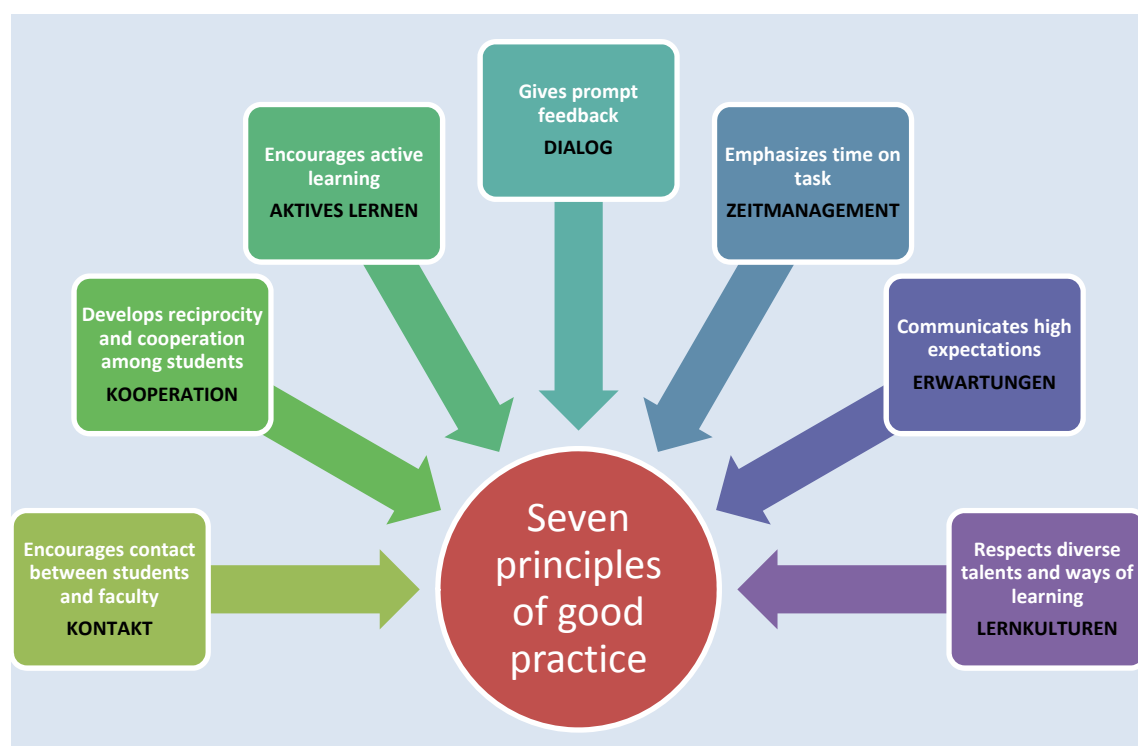 Gives prompt
feedback
DIALOG
Encourages active
learning
AKTIVES LERNEN
Emphasizes time on
task
ZEITMANAGEMENT
Develops reciprocity
and cooperation
among students
KOOPERATION
Communicates high
expectations
ERWARTUNGEN
Encourages contact
between students
and faculty
KONTAKT
Seven
principles
of good
practice
Respects diverse
talents and ways of
learning
LERNKULTUREN